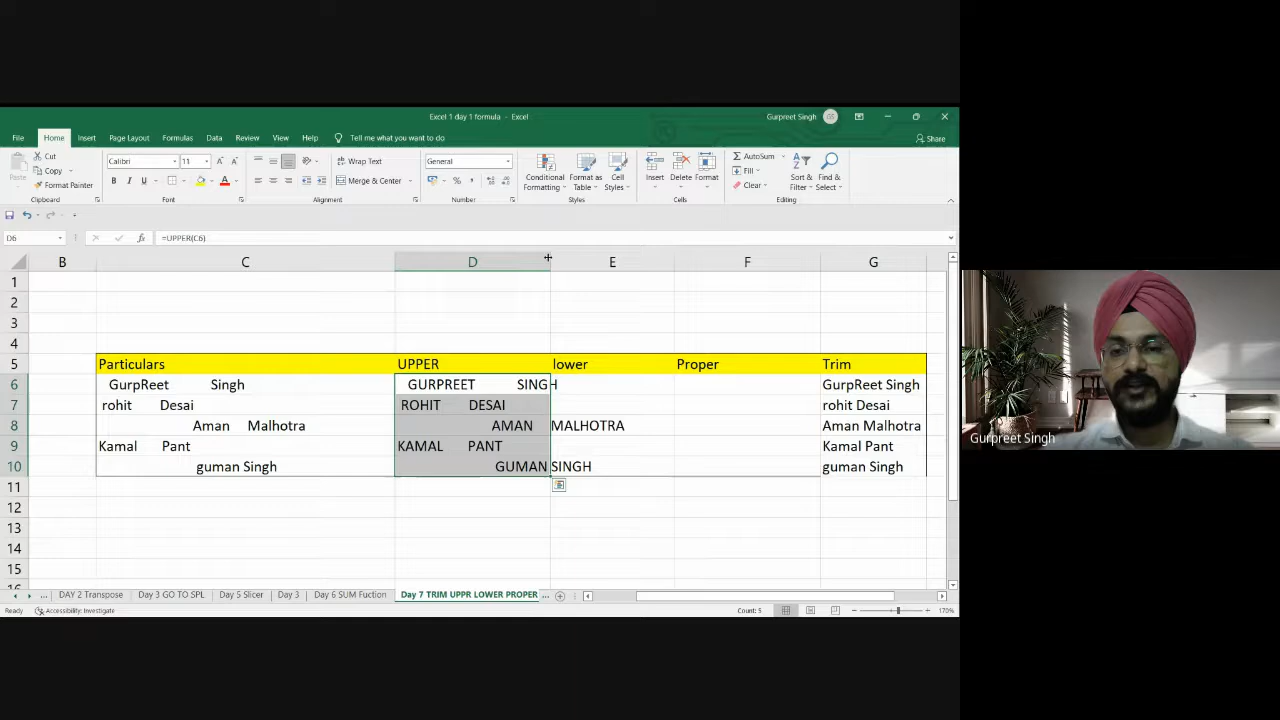 Excel 1 day 1 formula - Excel
Gurpreet Singh GS
File Home Insert Page Layout Formulas Data Review View Help Tell me what you want to do Share
Paste Cut Copy Format Painter Clipboard
Calibri 11 B I U A Font
Wrap Text Merge & Center Alignment
General % Number
Conditional Formatting Format as Table Cell Styles Styles
Insert Delete Format Cells
AutoSum Fill Clear Sort & Filter Find & Select Editing
D6 fx =UPPER(C6)
B C D E F G
1
2
3
4
5 Particulars UPPER lower Proper Trim
6 GurpReet Singh GURPREET SINGH GurpReet Singh
7 rohit Desai ROHIT DESAI rohit Desai
8 Aman Malhotra AMAN MALHOTRA Aman Malhotra
9 Kamal Pant KAMAL PANT Kamal Pant
10 guman Singh GUMAN SINGH guman Singh
11
12
13
14
15
16
... DAY 2 Transpose Day 3 GO TO SPL Day 5 Slicer Day 3 Day 6 SUM Fuction Day 7 TRIM UPPR LOWER PROPER ...
Ready Accessibility: Investigate Count: 5 170%
Gurpreet Singh